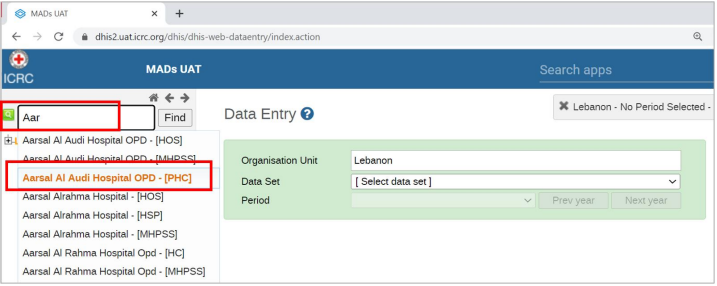 MADs UAT
dhis2.uat.icrc.org/dhis/dhis-web-dataentry/index.action
ICRC
MADs UAT
Search apps
Aar
Find
Aarsal Al Audi Hospital OPD - [HOS]
Aarsal Al Audi Hospital OPD - [MHPSS]
Aarsal Al Audi Hospital OPD - [PHC]
Aarsal Alrahma Hospital - [HOS]
Aarsal Alrahma Hospital - [HSP]
Aarsal Alrahma Hospital - [MHPSS]
Aarsal Al Rahma Hospital Opd - [HC]
Aarsal Al Rahma Hospital Opd - [MHPSS]
Data Entry ?
Lebanon - No Period Selected -
Organisation Unit Lebanon
Data Set [ Select data set ]
Period Prev year Next year